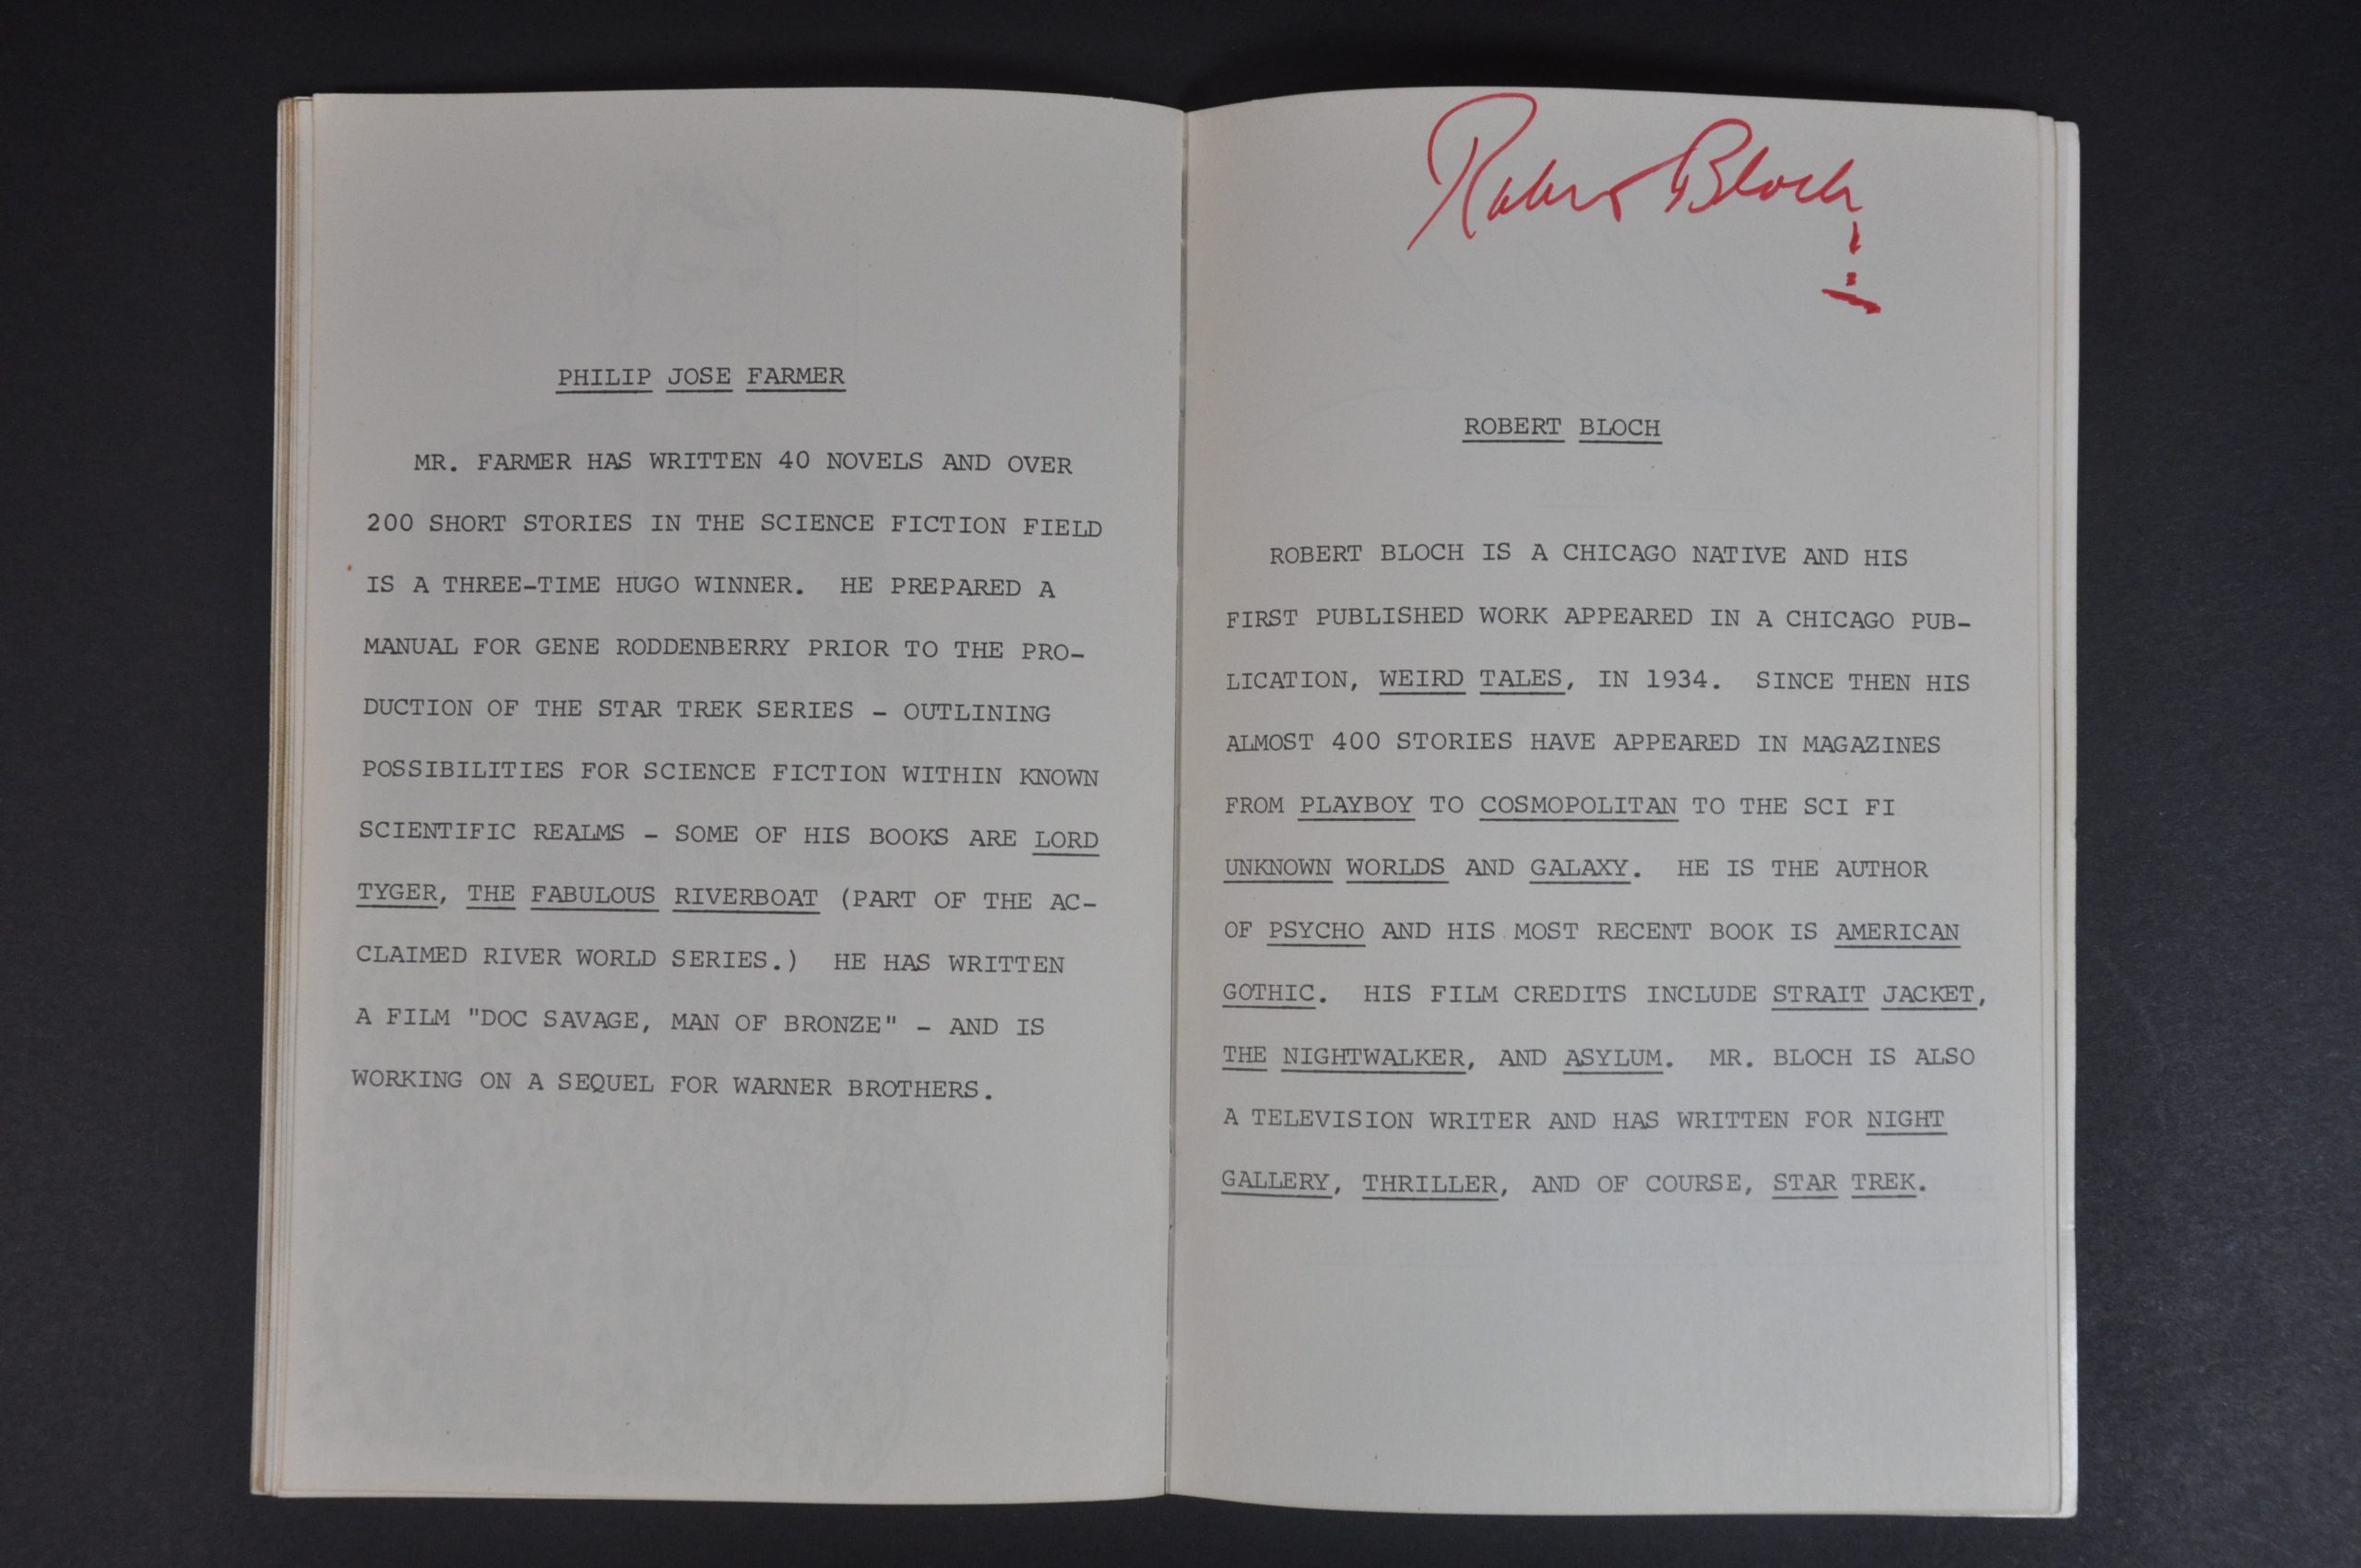 PHILIP JOSE FARMER
MR. FARMER HAS WRITTEN 40 NOVELS AND OVER
200 SHORT STORIES IN THE SCIENCE FICTION FIELD
IS A THREE-TIME HUGO WINNER. HE PREPARED A
MANUAL FOR GENE RODDENBERRY PRIOR TO THE PRO-
DUCTION OF THE STAR TREK SERIES - OUTLINING
POSSIBILITIES FOR SCIENCE FICTION WITHIN KNOWN
SCIENTIFIC REALMS - SOME OF HIS BOOKS ARE LORD
TYGER, THE FABULOUS RIVERBOAT (PART OF THE AC-
CLAIMED RIVER WORLD SERIES.) HE HAS WRITTEN
A FILM "DOC SAVAGE, MAN OF BRONZE" - AND IS
WORKING ON A SEQUEL FOR WARNER BROTHERS.
Robert Bloch
ROBERT BLOCH
ROBERT BLOCH IS A CHICAGO NATIVE AND HIS
FIRST PUBLISHED WORK APPEARED IN A CHICAGO PUB-
LICATION, WEIRD TALES, IN 1934. SINCE THEN HIS
ALMOST 400 STORIES HAVE APPEARED IN MAGAZINES
FROM PLAYBOY TO COSMOPOLITAN TO THE SCI FI
UNKNOWN WORLDS AND GALAXY. HE IS THE AUTHOR
OF PSYCHO AND HIS MOST RECENT BOOK IS AMERICAN
GOTHIC. HIS FILM CREDITS INCLUDE STRAIT JACKET,
THE NIGHTWALKER, AND ASYLUM. MR. BLOCH IS ALSO
A TELEVISION WRITER AND HAS WRITTEN FOR NIGHT
GALLERY, THRILLER, AND OF COURSE, STAR TREK.